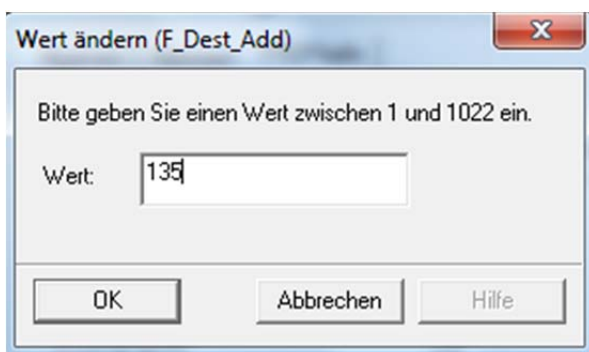 Wert ändern (F_Dest_Add)
Bitte geben Sie einen Wert zwischen 1 und 1022 ein.
Wert: 135
OK Abbrechen Hilfe